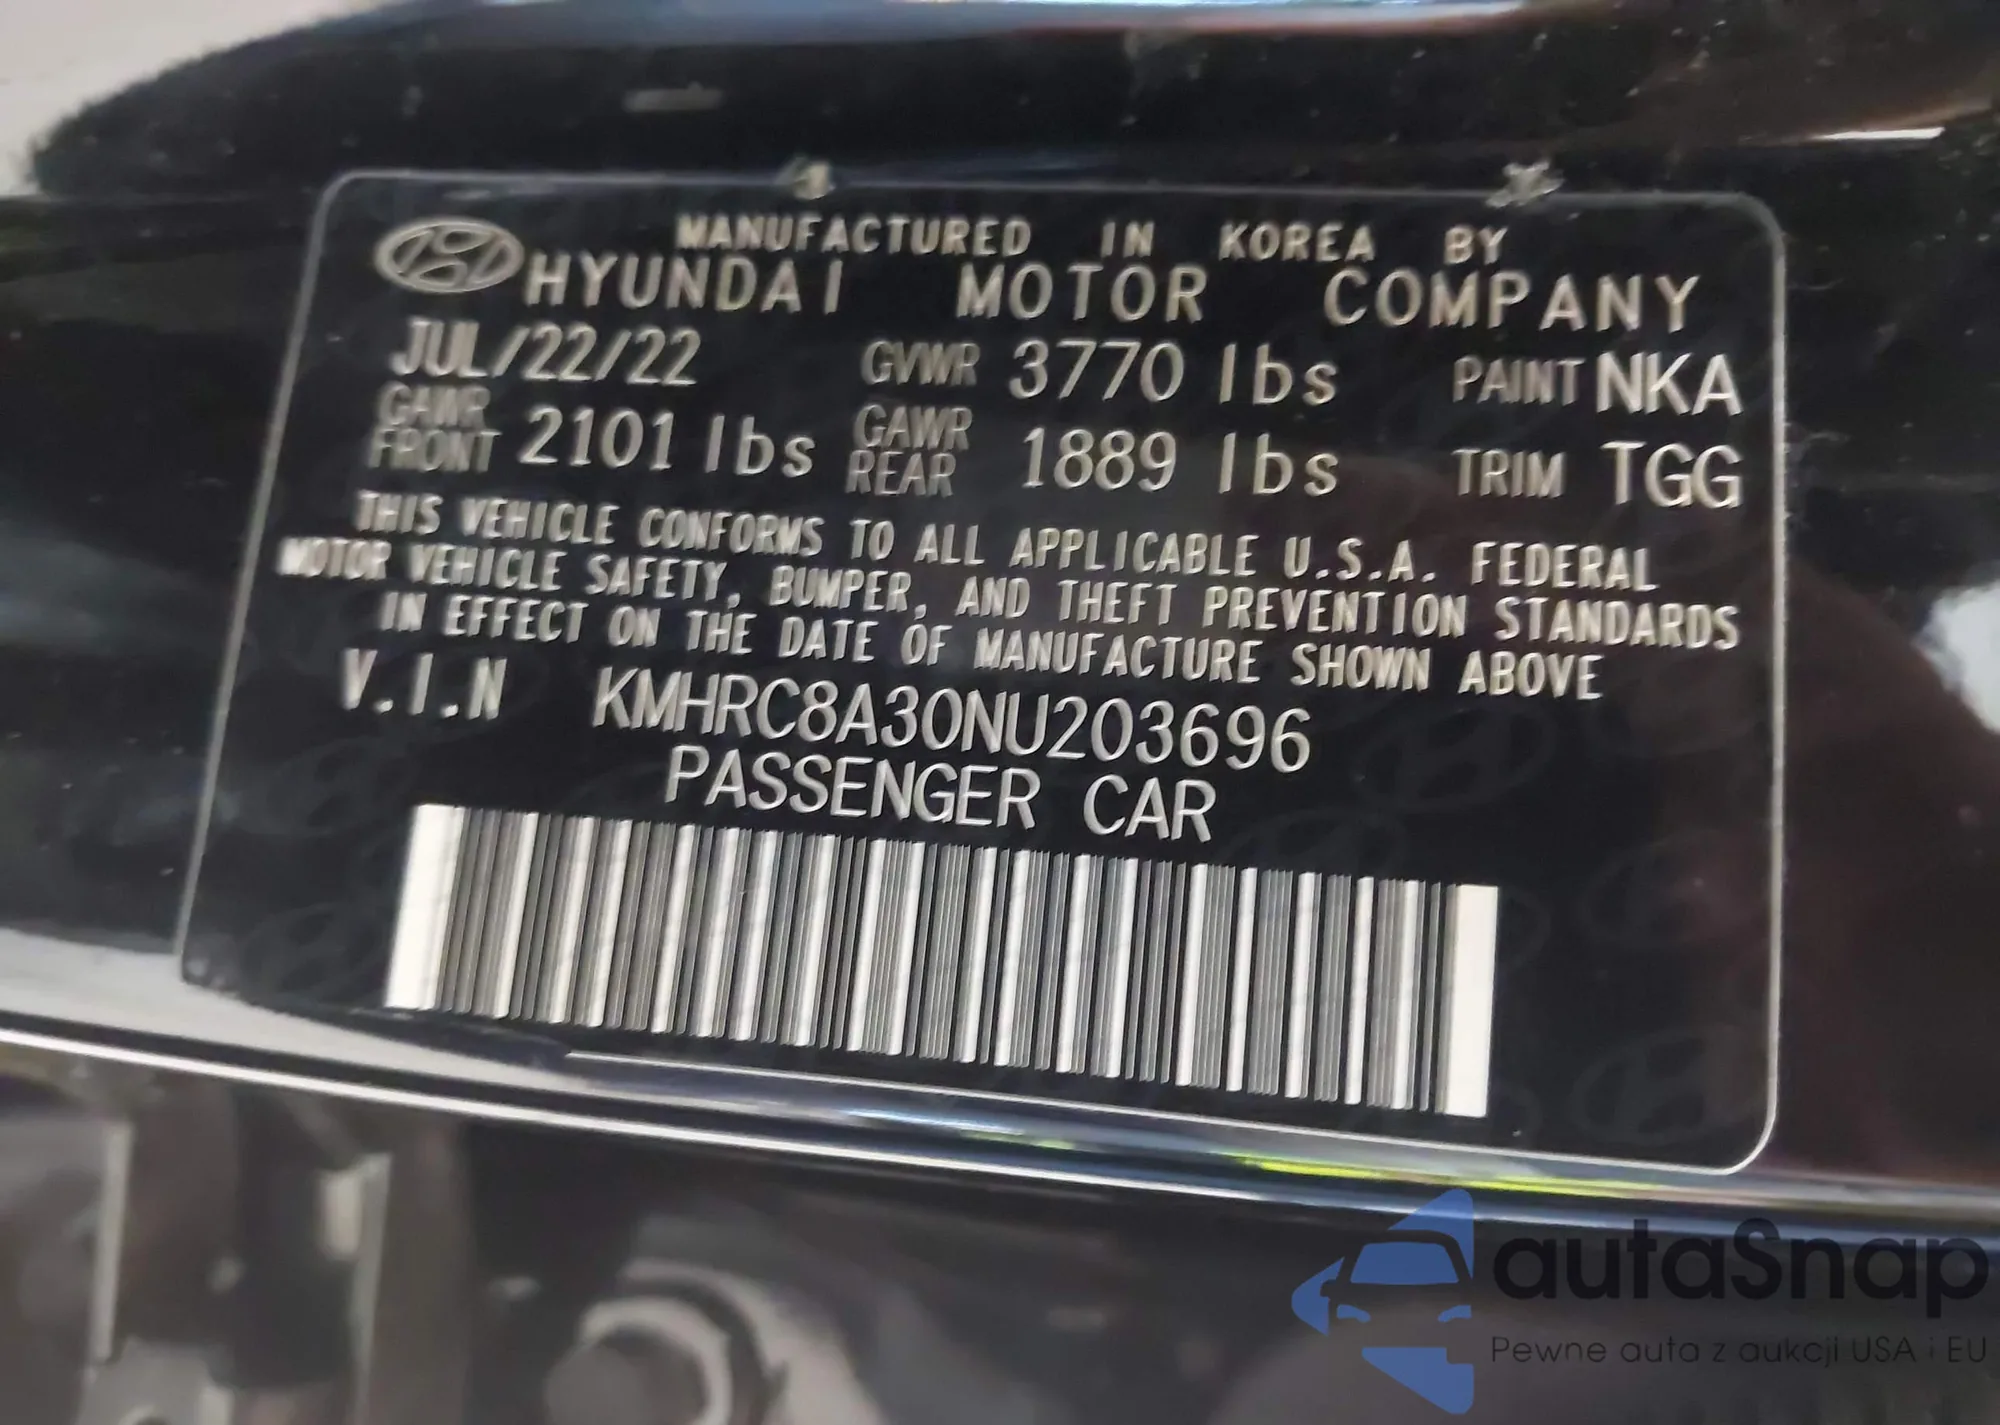 MANUFACTURED IN KOREA BY
HYUNDAI MOTOR COMPANY
JUL/22/22 GVWR 3770 lbs PAINT NKA
GAWR FRONT 2101 lbs GAWR REAR 1889 lbs TRIM TGG
THIS VEHICLE CONFORMS TO ALL APPLICABLE U.S.A. FEDERAL
MOTOR VEHICLE SAFETY, BUMPER, AND THEFT PREVENTION STANDARDS
IN EFFECT ON THE DATE OF MANUFACTURE SHOWN ABOVE
V.I.N KMHRC8A30NU203696
PASSENGER CAR
autaSnap
Pewne auta z aukcji USA i EU